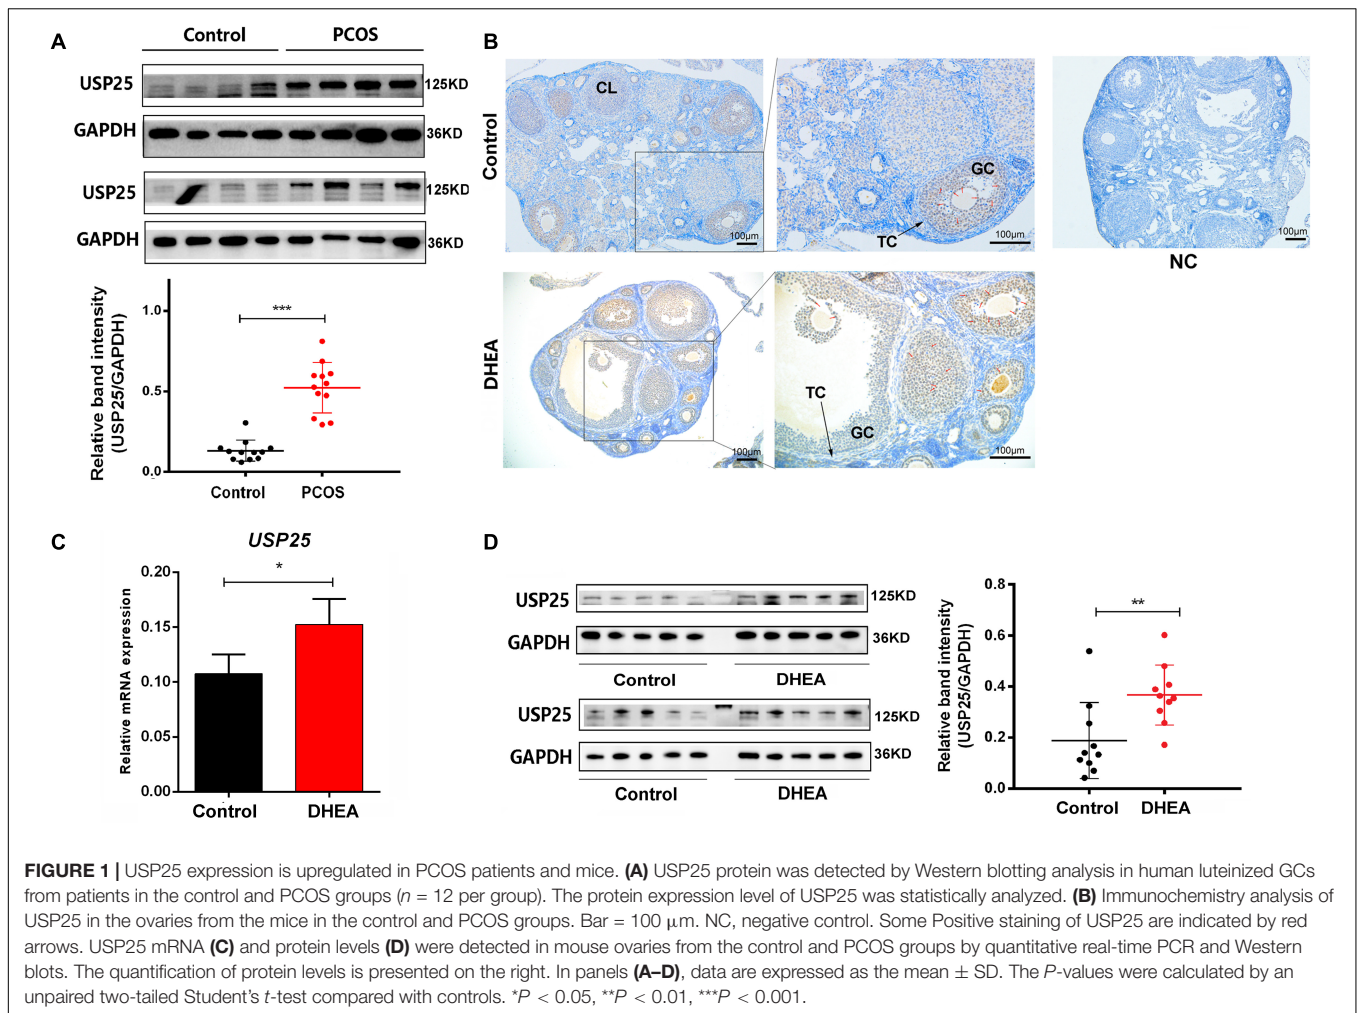 A
Control PCOS
USP25 125KD
GAPDH 36KD
USP25 125KD
GAPDH 36KD
Relative band intensity
(USP25/GAPDH)
1.0
0.5
0.0
***
Control PCOS
B
Control
CL
100μm
GC
TC
100μm
100μm
NC
DHEA
100μm
TC
GC
100μm
C
USP25
Relative mRNA expression
0.20
0.15
0.10
0.05
0.00
*
Control DHEA
D
USP25 125KD
GAPDH 36KD
Control DHEA
USP25 125KD
GAPDH 36KD
Control DHEA
Relative band intensity
(USP25/GAPDH)
0.8
0.6
0.4
0.2
0.0
**
Control DHEA
FIGURE 1 | USP25 expression is upregulated in PCOS patients and mice. (A) USP25 protein was detected by Western blotting analysis in human luteinized GCs
from patients in the control and PCOS groups (n = 12 per group). The protein expression level of USP25 was statistically analyzed. (B) Immunochemistry analysis of
USP25 in the ovaries from the mice in the control and PCOS groups. Bar = 100 μm. NC, negative control. Some Positive staining of USP25 are indicated by red
arrows. USP25 mRNA (C) and protein levels (D) were detected in mouse ovaries from the control and PCOS groups by quantitative real-time PCR and Western
blots. The quantification of protein levels is presented on the right. In panels (A–D), data are expressed as the mean ± SD. The P-values were calculated by an
unpaired two-tailed Student's t-test compared with controls. *P < 0.05, **P < 0.01, ***P < 0.001.